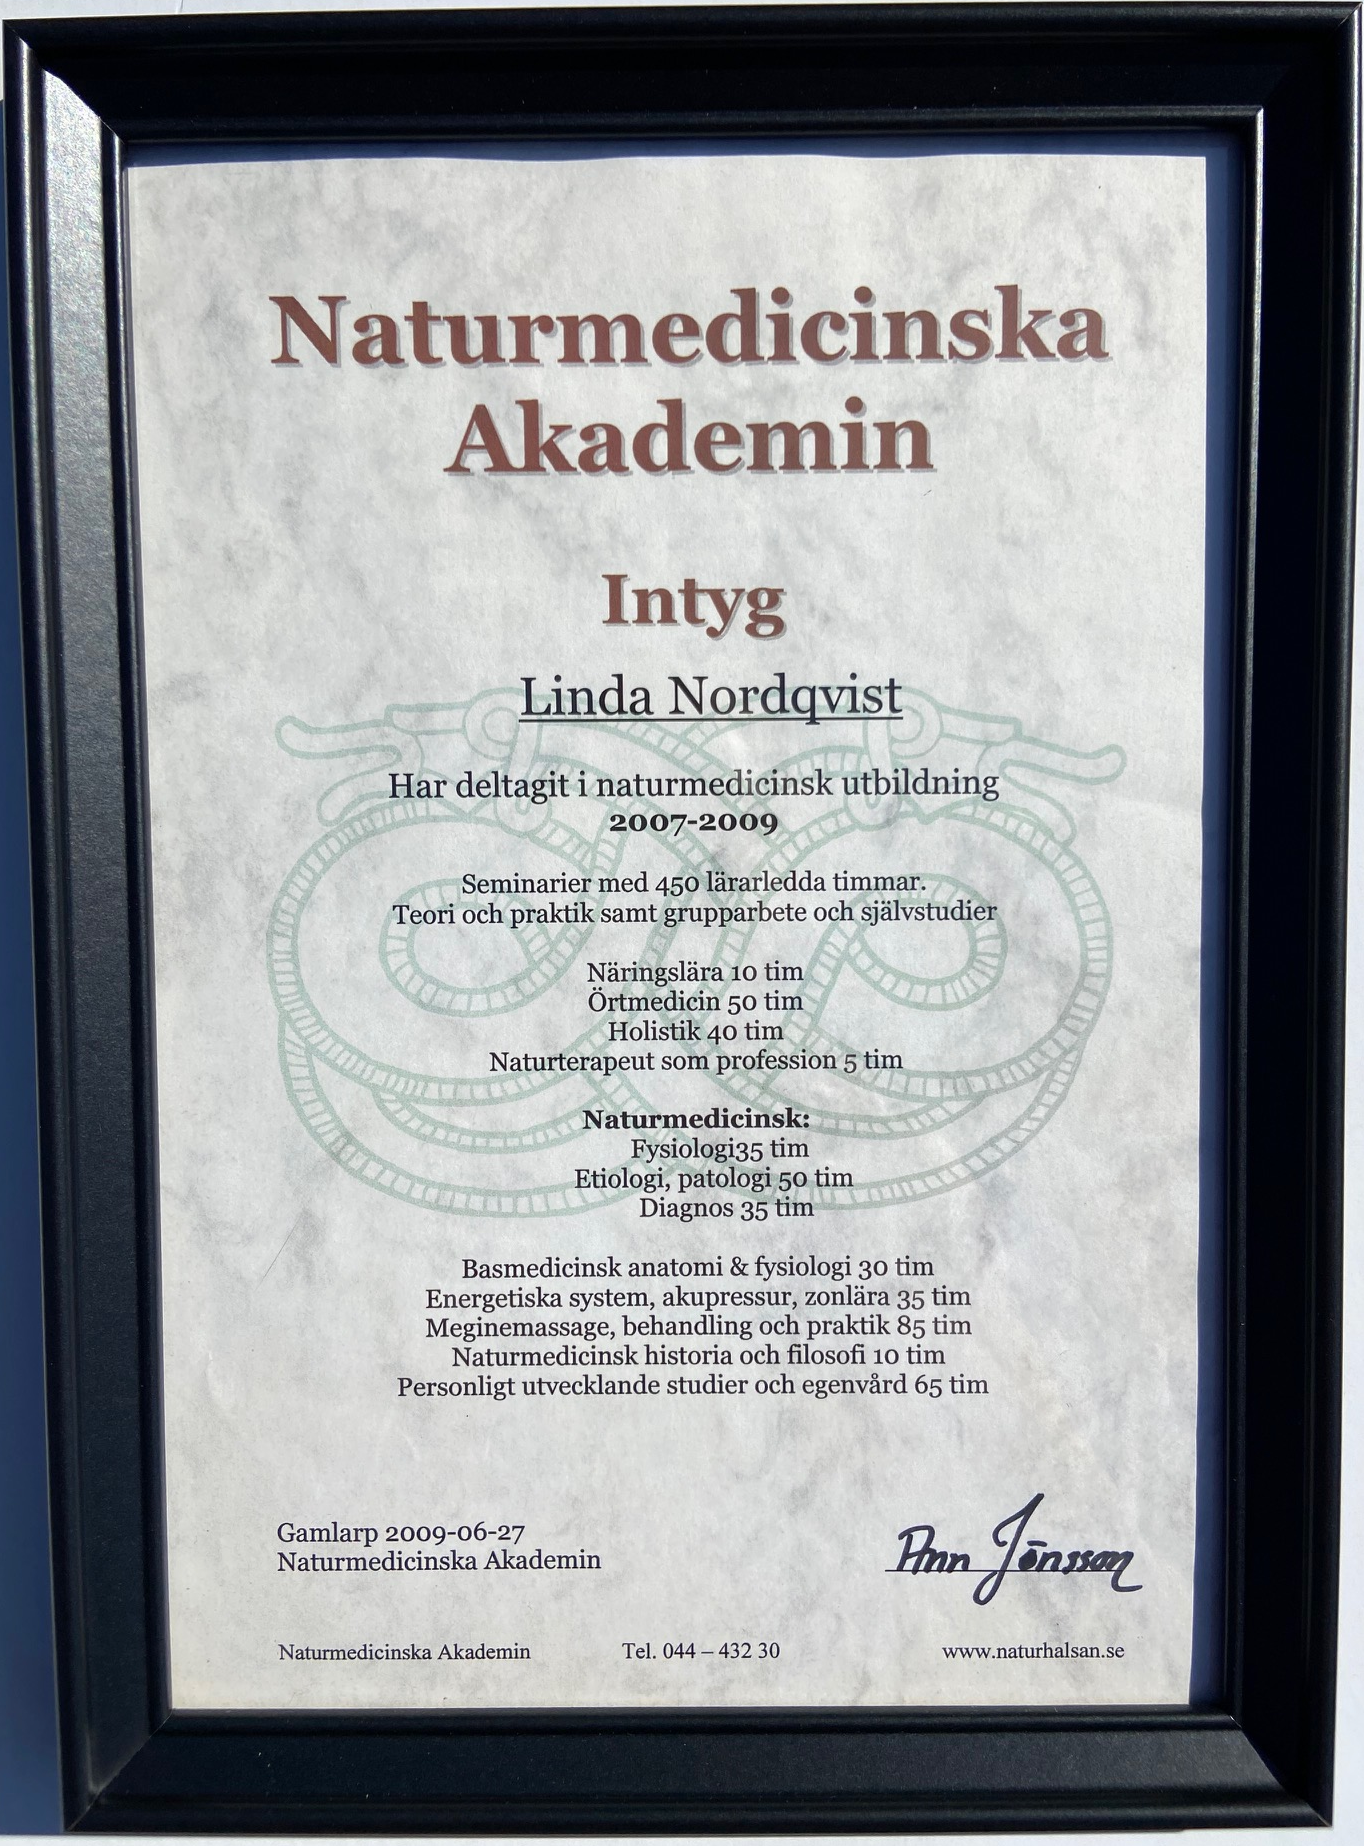 Naturmedicinska
Akademin
Intyg
Linda Nordqvist
Har deltagit i naturmedicinsk utbildning
2007-2009
Seminarier med 450 lärarledda timmar.
Teori och praktik samt grupparbete och självstudier
Näringslära 10 tim
Örtmedicin 50 tim
Holistik 40 tim
Naturterapeut som profession 5 tim
Naturmedicinsk:
Fysiologi35 tim
Etiologi, patologi 50 tim
Diagnos 35 tim
Basmedicinsk anatomi & fysiologi 30 tim
Energetiska system, akupressur, zonlära 35 tim
Meginemassage, behandling och praktik 85 tim
Naturmedicinsk historia och filosofi 10 tim
Personligt utvecklande studier och egenvård 65 tim
Gamlarp 2009-06-27
Naturmedicinska Akademin
Ann Jönsson
Naturmedicinska Akademin Tel. 044 – 432 30 www.naturhalsan.se